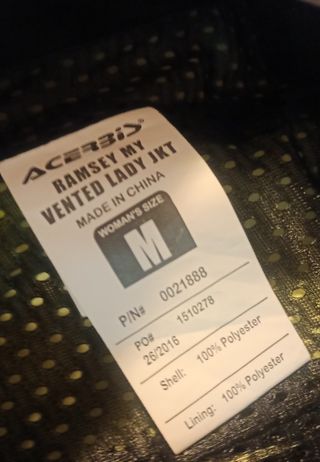 ACERBIS
RAMSEY MY
VENTED LADY JKT
MADE IN CHINA
WOMAN'S SIZE
M
P/N# 0021888
PO# 1510278
26/2016
Shell: 100% Polyester
Lining: 100% Polyester